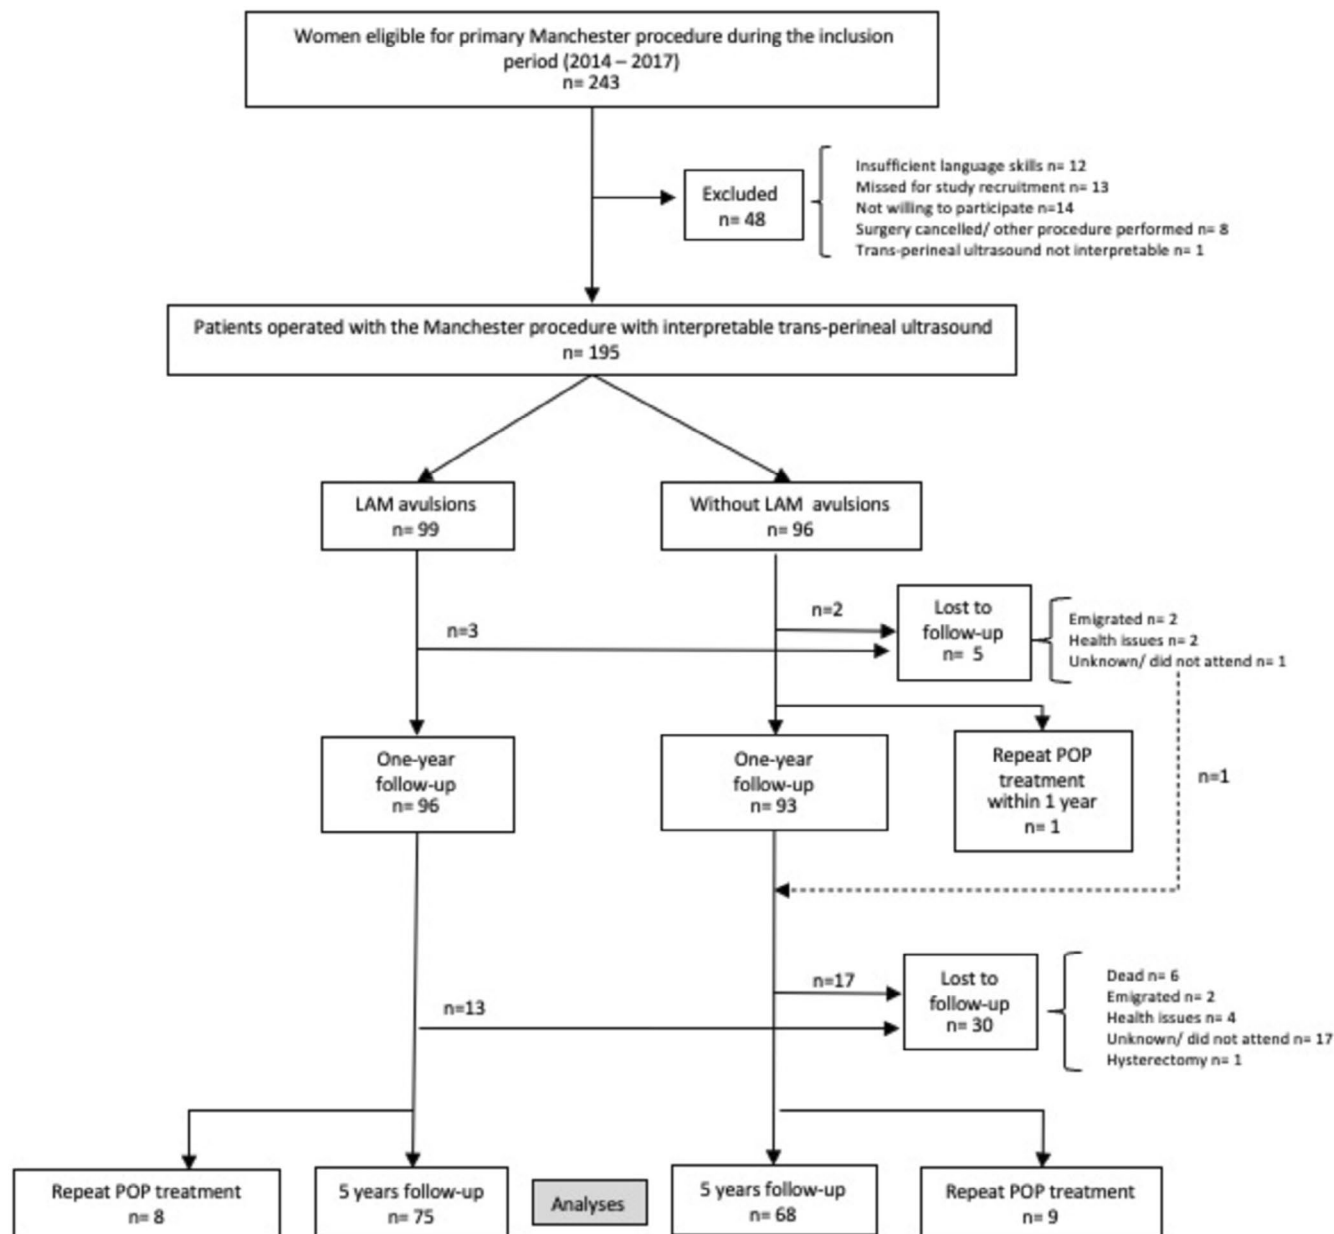 Women eligible for primary Manchester procedure during the inclusion
period (2014 – 2017)
n= 243
Excluded
n= 48
Insufficient language skills n= 12
Missed for study recruitment n= 13
Not willing to participate n=14
Surgery cancelled/ other procedure performed n= 8
Trans-perineal ultrasound not interpretable n= 1
Patients operated with the Manchester procedure with interpretable trans-perineal ultrasound
n= 195
LAM avulsions
n= 99
Without LAM avulsions
n= 96
n=3
n=2
Lost to
follow-up
n= 5
Emigrated n= 2
Health issues n= 2
Unknown/ did not attend n= 1
One-year
follow-up
n= 96
One-year
follow-up
n= 93
Repeat POP
treatment
within 1 year
n= 1
n=1
n=13
n=17
Lost to
follow-up
n= 30
Dead n= 6
Emigrated n= 2
Health issues n= 4
Unknown/ did not attend n= 17
Hysterectomy n= 1
Repeat POP treatment
n= 8
5 years follow-up
n= 75
Analyses
5 years follow-up
n= 68
Repeat POP treatment
n= 9